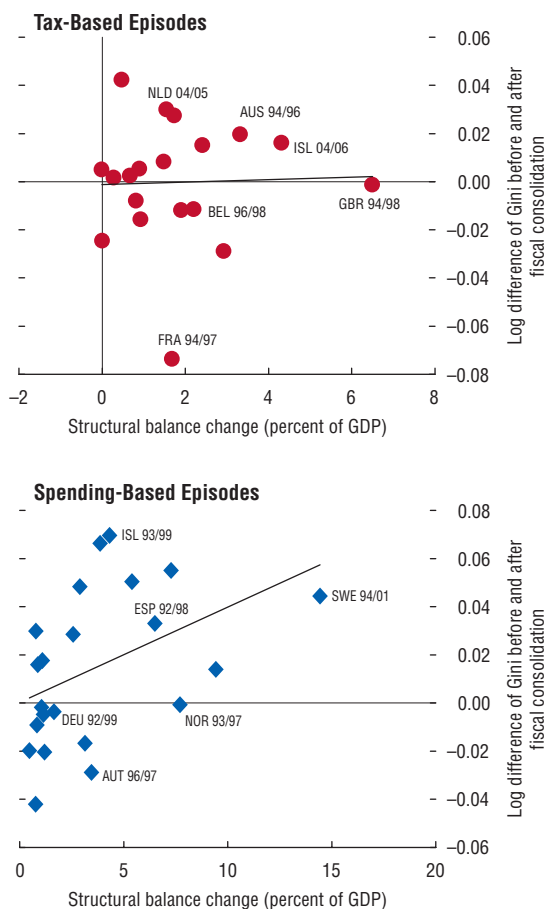 Tax-Based Episodes
0.06
0.04
0.02
0.00
–0.02
–0.04
–0.06
–0.08
Log difference of Gini before and after
fiscal consolidation
NLD 04/05
AUS 94/96
ISL 04/06
GBR 94/98
BEL 96/98
FRA 94/97
–2
0
2
4
6
8
Structural balance change (percent of GDP)
Spending-Based Episodes
0.08
0.06
0.04
0.02
0.00
–0.02
–0.04
–0.06
Log difference of Gini before and after
fiscal consolidation
ISL 93/99
SWE 94/01
ESP 92/98
DEU 92/99
NOR 93/97
AUT 96/97
0
5
10
15
20
Structural balance change (percent of GDP)